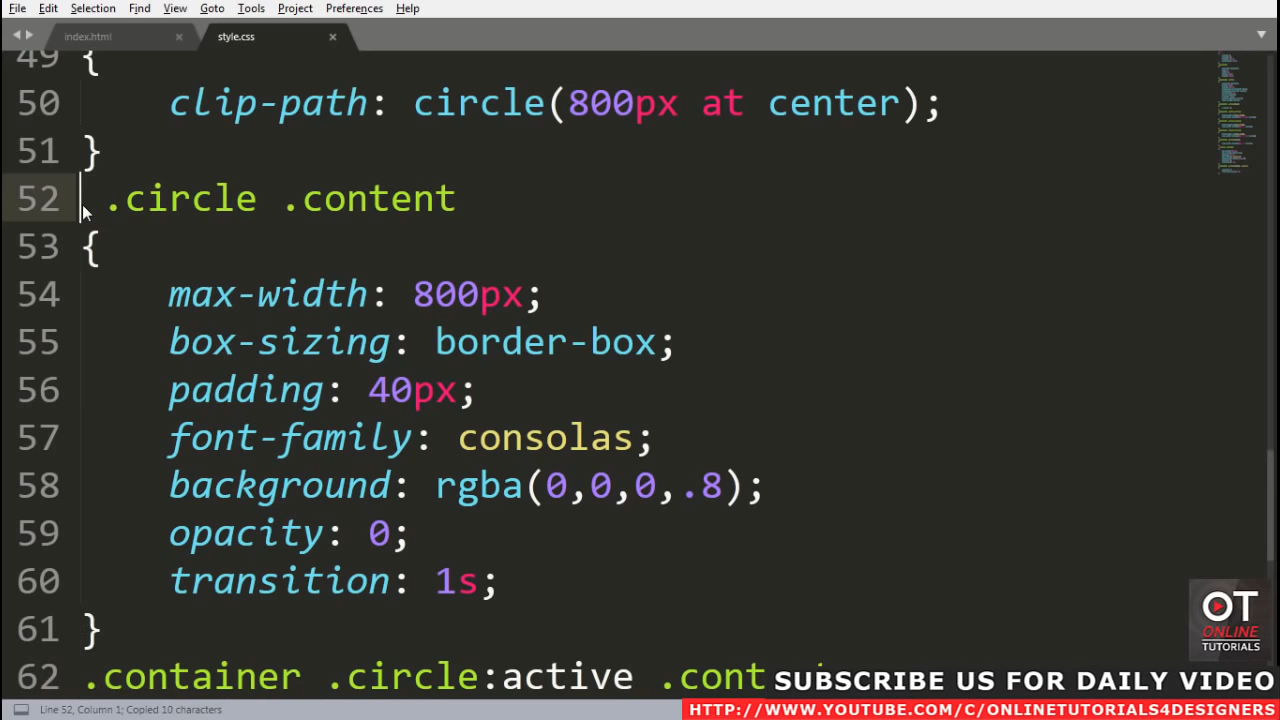 File Edit Selection Find View Goto Tools Project Preferences Help
index.html × style.css ×
49 {
50 clip-path: circle(800px at center);
51 }
52 .circle .content
53 {
54 max-width: 800px;
55 box-sizing: border-box;
56 padding: 40px;
57 font-family: consolas;
58 background: rgba(0,0,0,.8);
59 opacity: 0;
60 transition: 1s;
61 }
62 .container .circle:active .cont
OT
ONLINE
TUTORIALS
SUBSCRIBE US FOR DAILY VIDEO
HTTP://WWW.YOUTUBE.COM/C/ONLINETUTORIALS4DESIGNERS
Line 52, Column 1; Copied 10 characters